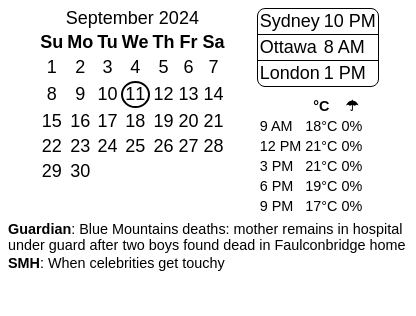 September 2024
Su Mo Tu We Th Fr Sa
1 2 3 4 5 6 7
8 9 10 11 12 13 14
15 16 17 18 19 20 21
22 23 24 25 26 27 28
29 30
Sydney 10 PM
Ottawa 8 AM
London 1 PM
°C ☂
9 AM 18°C 0%
12 PM 21°C 0%
3 PM 21°C 0%
6 PM 19°C 0%
9 PM 17°C 0%
Guardian: Blue Mountains deaths: mother remains in hospital
under guard after two boys found dead in Faulconbridge home
SMH: When celebrities get touchy